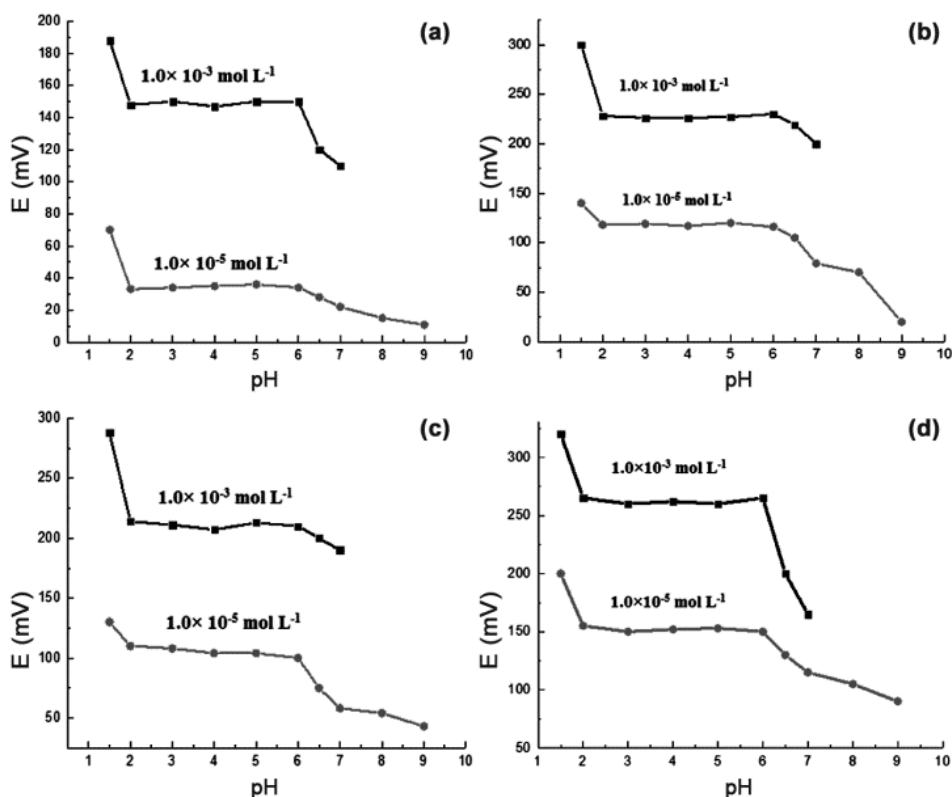 (a)
200
180
160
140
120
100
80
60
40
20
0
E (mV)
1.0× 10⁻³ mol L⁻¹
1.0× 10⁻⁵ mol L⁻¹
1 2 3 4 5 6 7 8 9 10
pH
(b)
300
250
200
150
100
50
0
E (mV)
1.0× 10⁻³ mol L⁻¹
1.0× 10⁻⁵ mol L⁻¹
1 2 3 4 5 6 7 8 9 10
pH
(c)
300
250
200
150
100
50
E (mV)
1.0× 10⁻³ mol L⁻¹
1.0× 10⁻⁵ mol L⁻¹
1 2 3 4 5 6 7 8 9 10
pH
(d)
300
250
200
150
100
50
E (mV)
1.0×10⁻³ mol L⁻¹
1.0×10⁻⁵ mol L⁻¹
1 2 3 4 5 6 7 8 9 10
pH